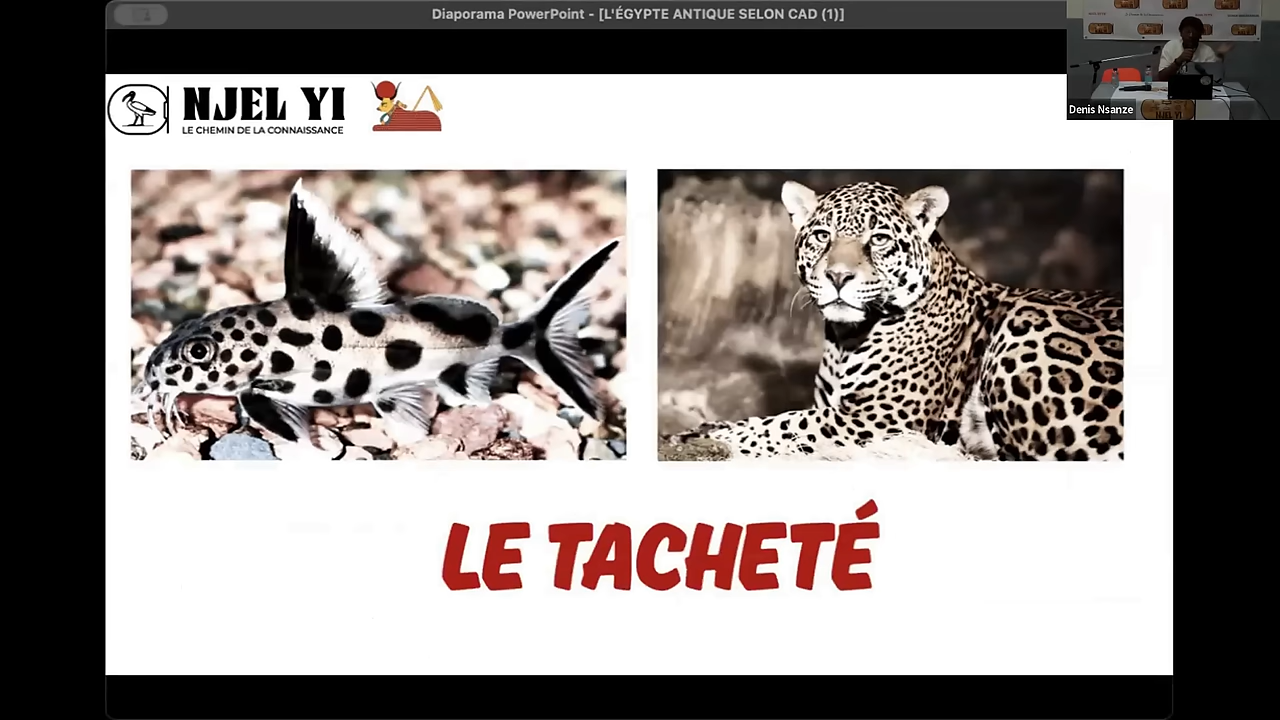 Diaporama PowerPoint - [L'ÉGYPTE ANTIQUE SELON CAD (1)]
NJEL YI
LE CHEMIN DE LA CONNAISSANCE
Denis Nsanze
LE TACHETÉ